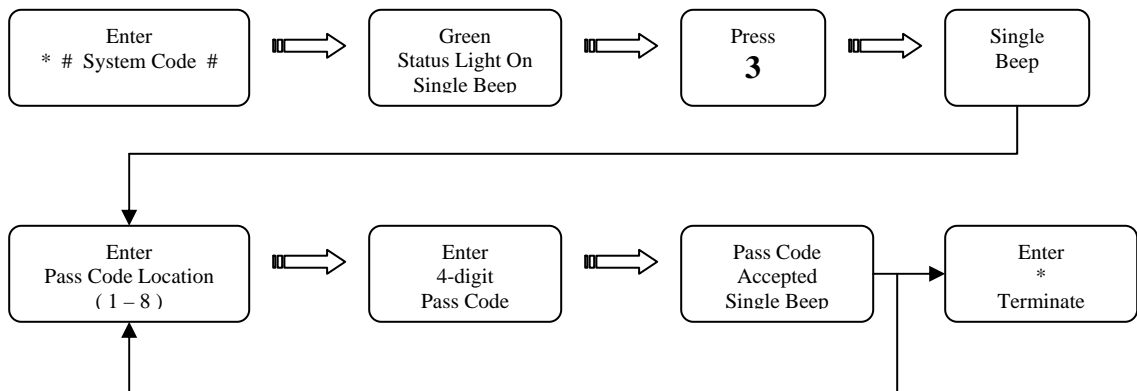 Enter
* # System Code #
Green
Status Light On
Single Beep
Press
3
Single
Beep
Enter
Pass Code Location
( 1 – 8 )
Enter
4-digit
Pass Code
Pass Code
Accepted
Single Beep
Enter
*
Terminate